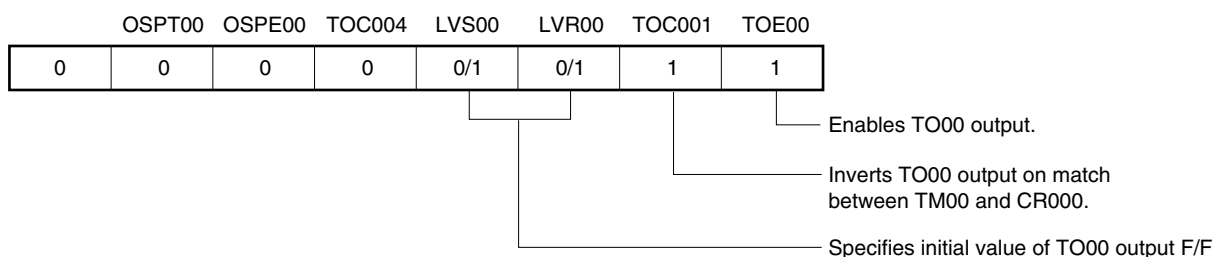 OSPT00 OSPE00 TOC004 LVS00 LVR00 TOC001 TOE00
0 0 0 0 0/1 0/1 1 1
Enables TO00 output.
Inverts TO00 output on match
between TM00 and CR000.
Specifies initial value of TO00 output F/F